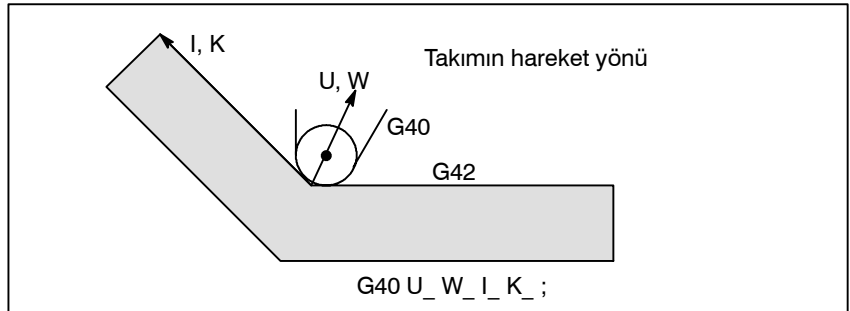 I, K
Takımın hareket yönü
U, W
G40
G42
G40 U_ W_ I_ K_ ;